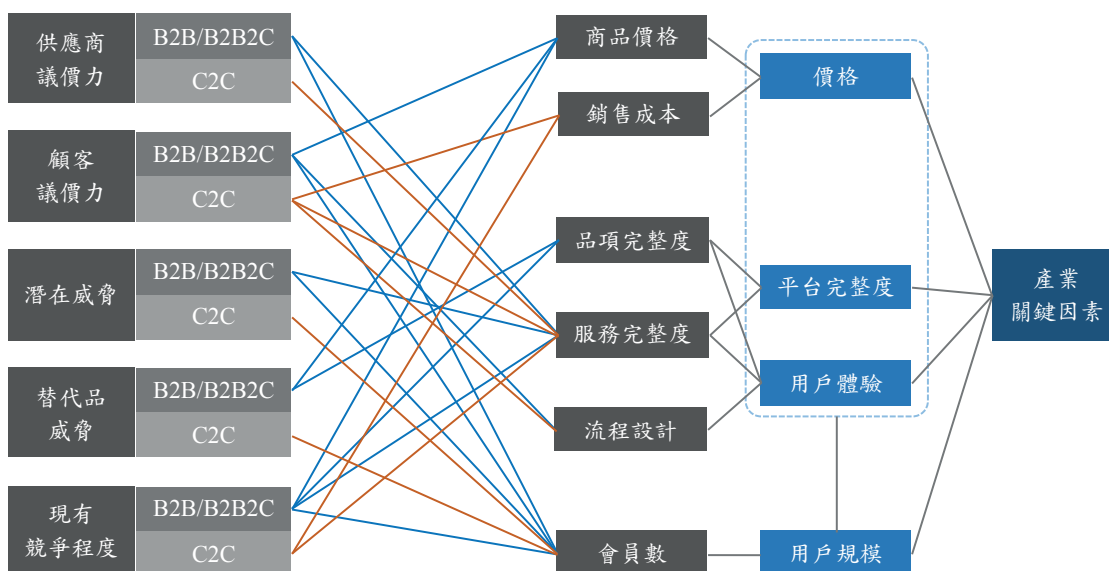 供應商
議價力
B2B/B2B2C
C2C
顧客
議價力
B2B/B2B2C
C2C
潛在威脅
B2B/B2B2C
C2C
替代品
威脅
B2B/B2B2C
C2C
現有
競爭程度
B2B/B2B2C
C2C
商品價格
銷售成本
品項完整度
服務完整度
流程設計
會員數
價格
平台完整度
用戶體驗
用戶規模
產業
關鍵因素